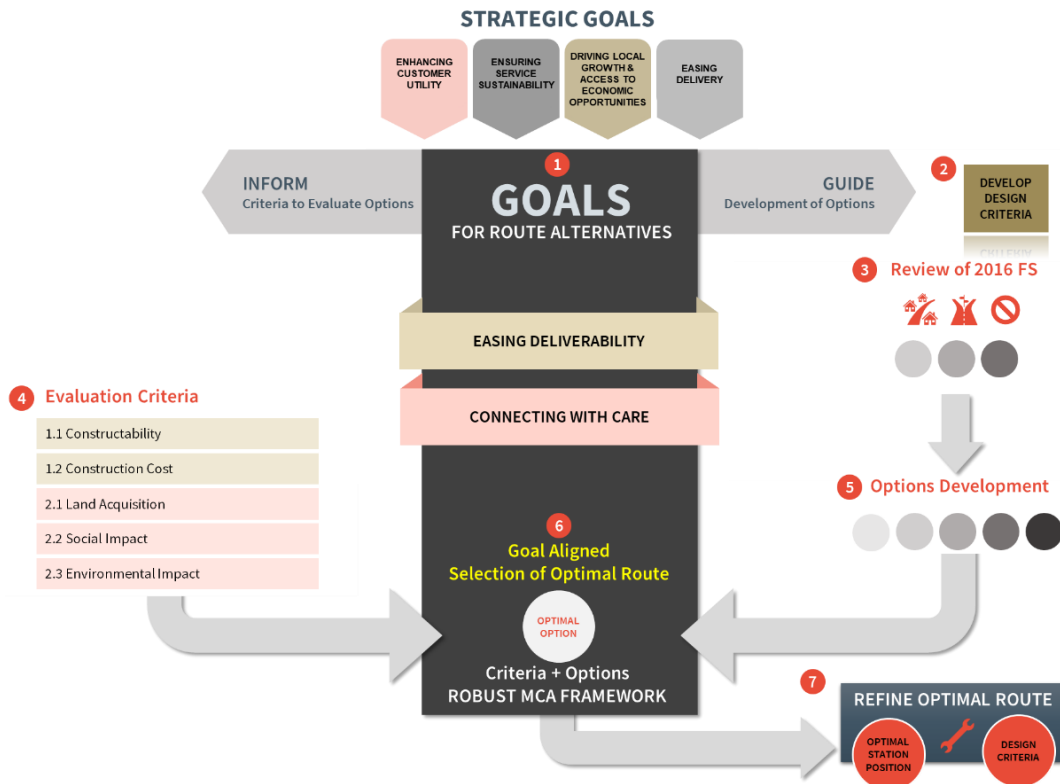 STRATEGIC GOALS
ENHANCING
CUSTOMER
UTILITY
ENSURING
SERVICE
SUSTAINABILITY
DRIVING LOCAL
GROWTH &
ACCESS TO
ECONOMIC
OPPORTUNITIES
EASING
DELIVERY
INFORM
Criteria to Evaluate Options
1
GOALS
FOR ROUTE ALTERNATIVES
GUIDE
Development of Options
2
DEVELOP
DESIGN
CRITERIA
CRITERIA
3
Review of 2016 FS
EASING DELIVERABILITY
CONNECTING WITH CARE
4
Evaluation Criteria
1.1 Constructability
1.2 Construction Cost
2.1 Land Acquisition
2.2 Social Impact
2.3 Environmental Impact
5
Options Development
6
Goal Aligned
Selection of Optimal Route
OPTIMAL
OPTION
Criteria + Options
ROBUST MCA FRAMEWORK
7
REFINE OPTIMAL ROUTE
OPTIMAL
STATION
POSITION
DESIGN
CRITERIA